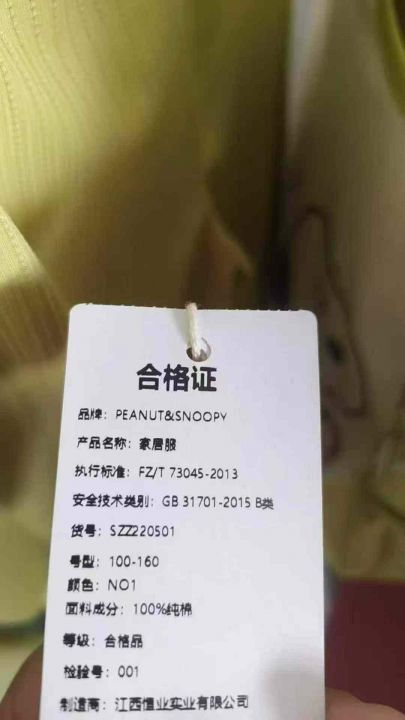 合格证
品牌：PEANUT&SNOOPY
产品名称：家居服
执行标准：FZ/T 73045-2013
安全技术类别：GB 31701-2015 B类
货号：SZZ220501
号型：100-160
颜色：NO1
面料成分：100%纯棉
等级：合格品
检验号：001
制造商：江西恒业实业有限公司